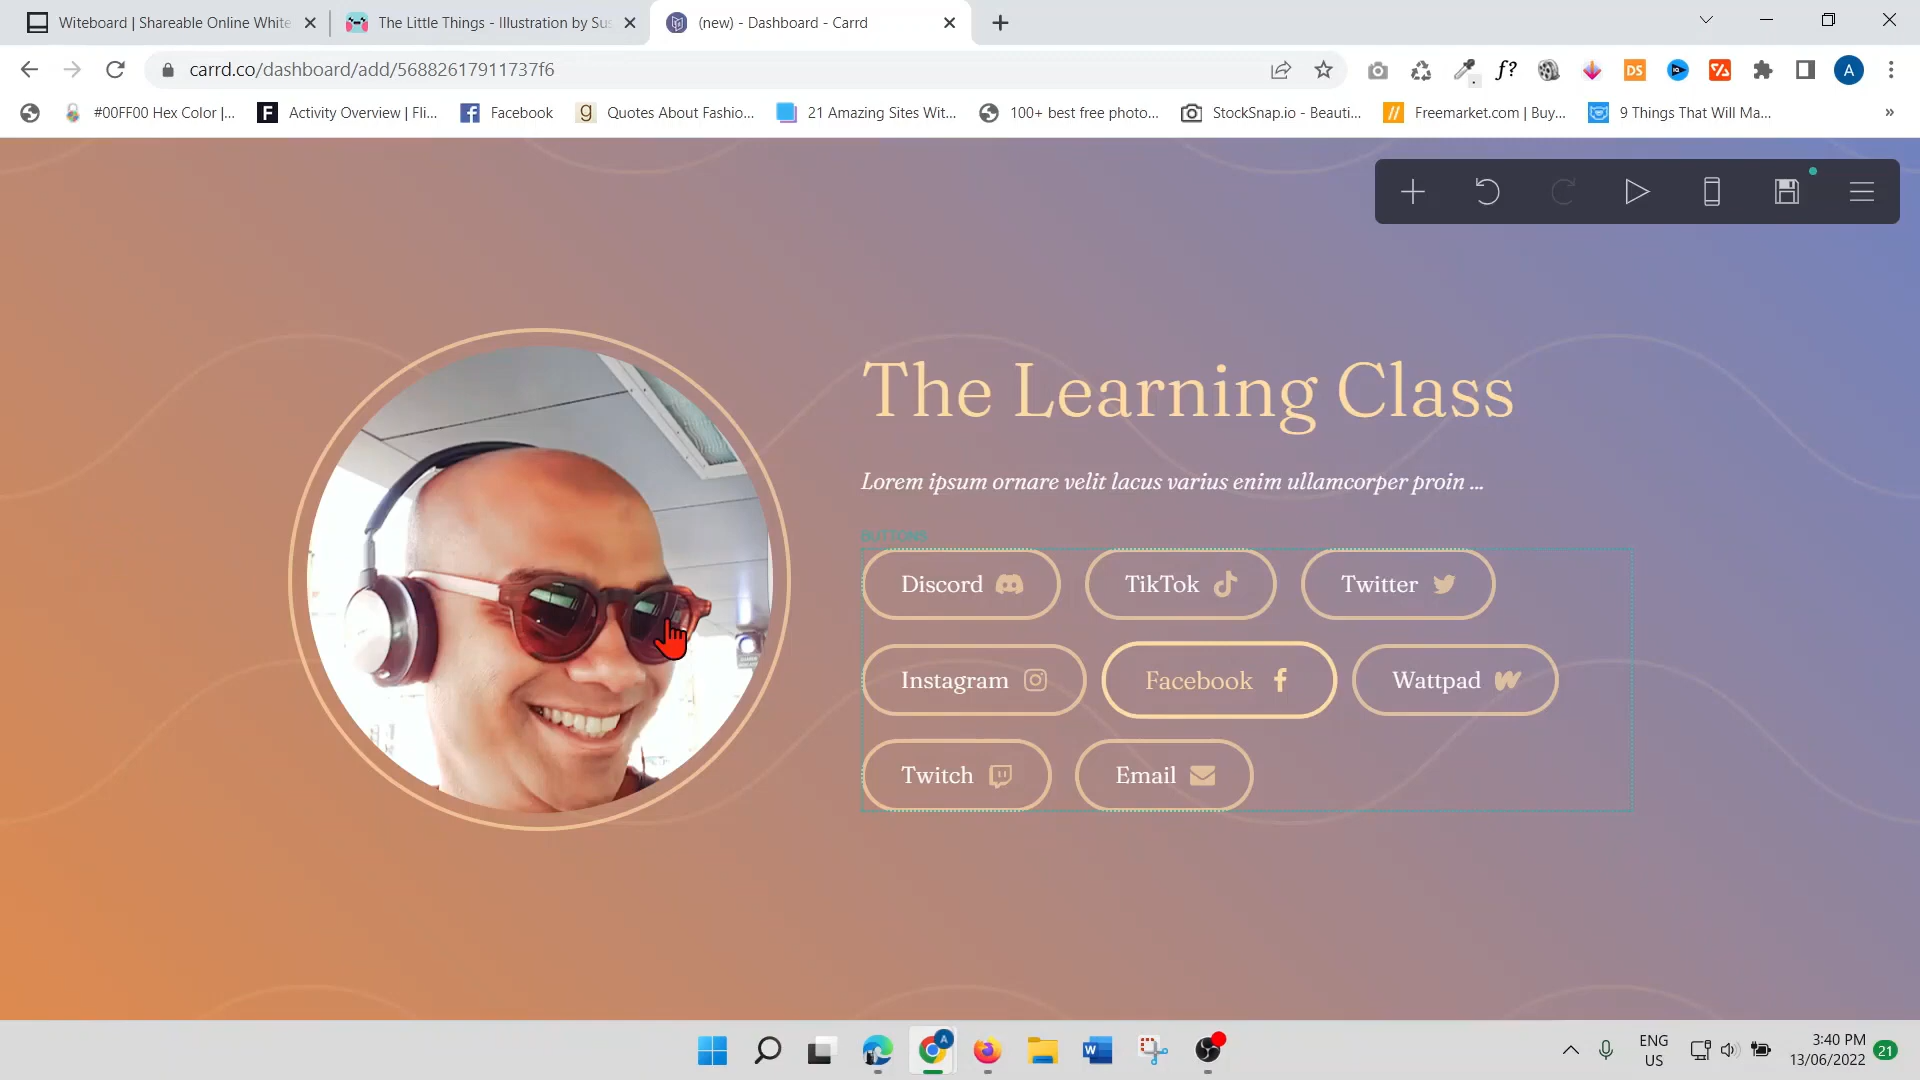 Witeboard | Shareable Online White
The Little Things - Illustration by Sus
(new) - Dashboard - Carrd
carrd.co/dashboard/add/56882617911737f6
f?
DS
A
#00FF00 Hex Color |...
F
Activity Overview | Fli...
Facebook
g
Quotes About Fashio...
21 Amazing Sites Wit...
100+ best free photo...
StockSnap.io - Beauti...
Freemarket.com | Buy...
9 Things That Will Ma...
»
The Learning Class
Lorem ipsum ornare velit lacus varius enim ullamcorper proin ...
BUTTONS
Discord
TikTok
Twitter
Instagram
Facebook
Wattpad
Twitch
Email
A
W
ENG
US
3:40 PM
13/06/2022
21